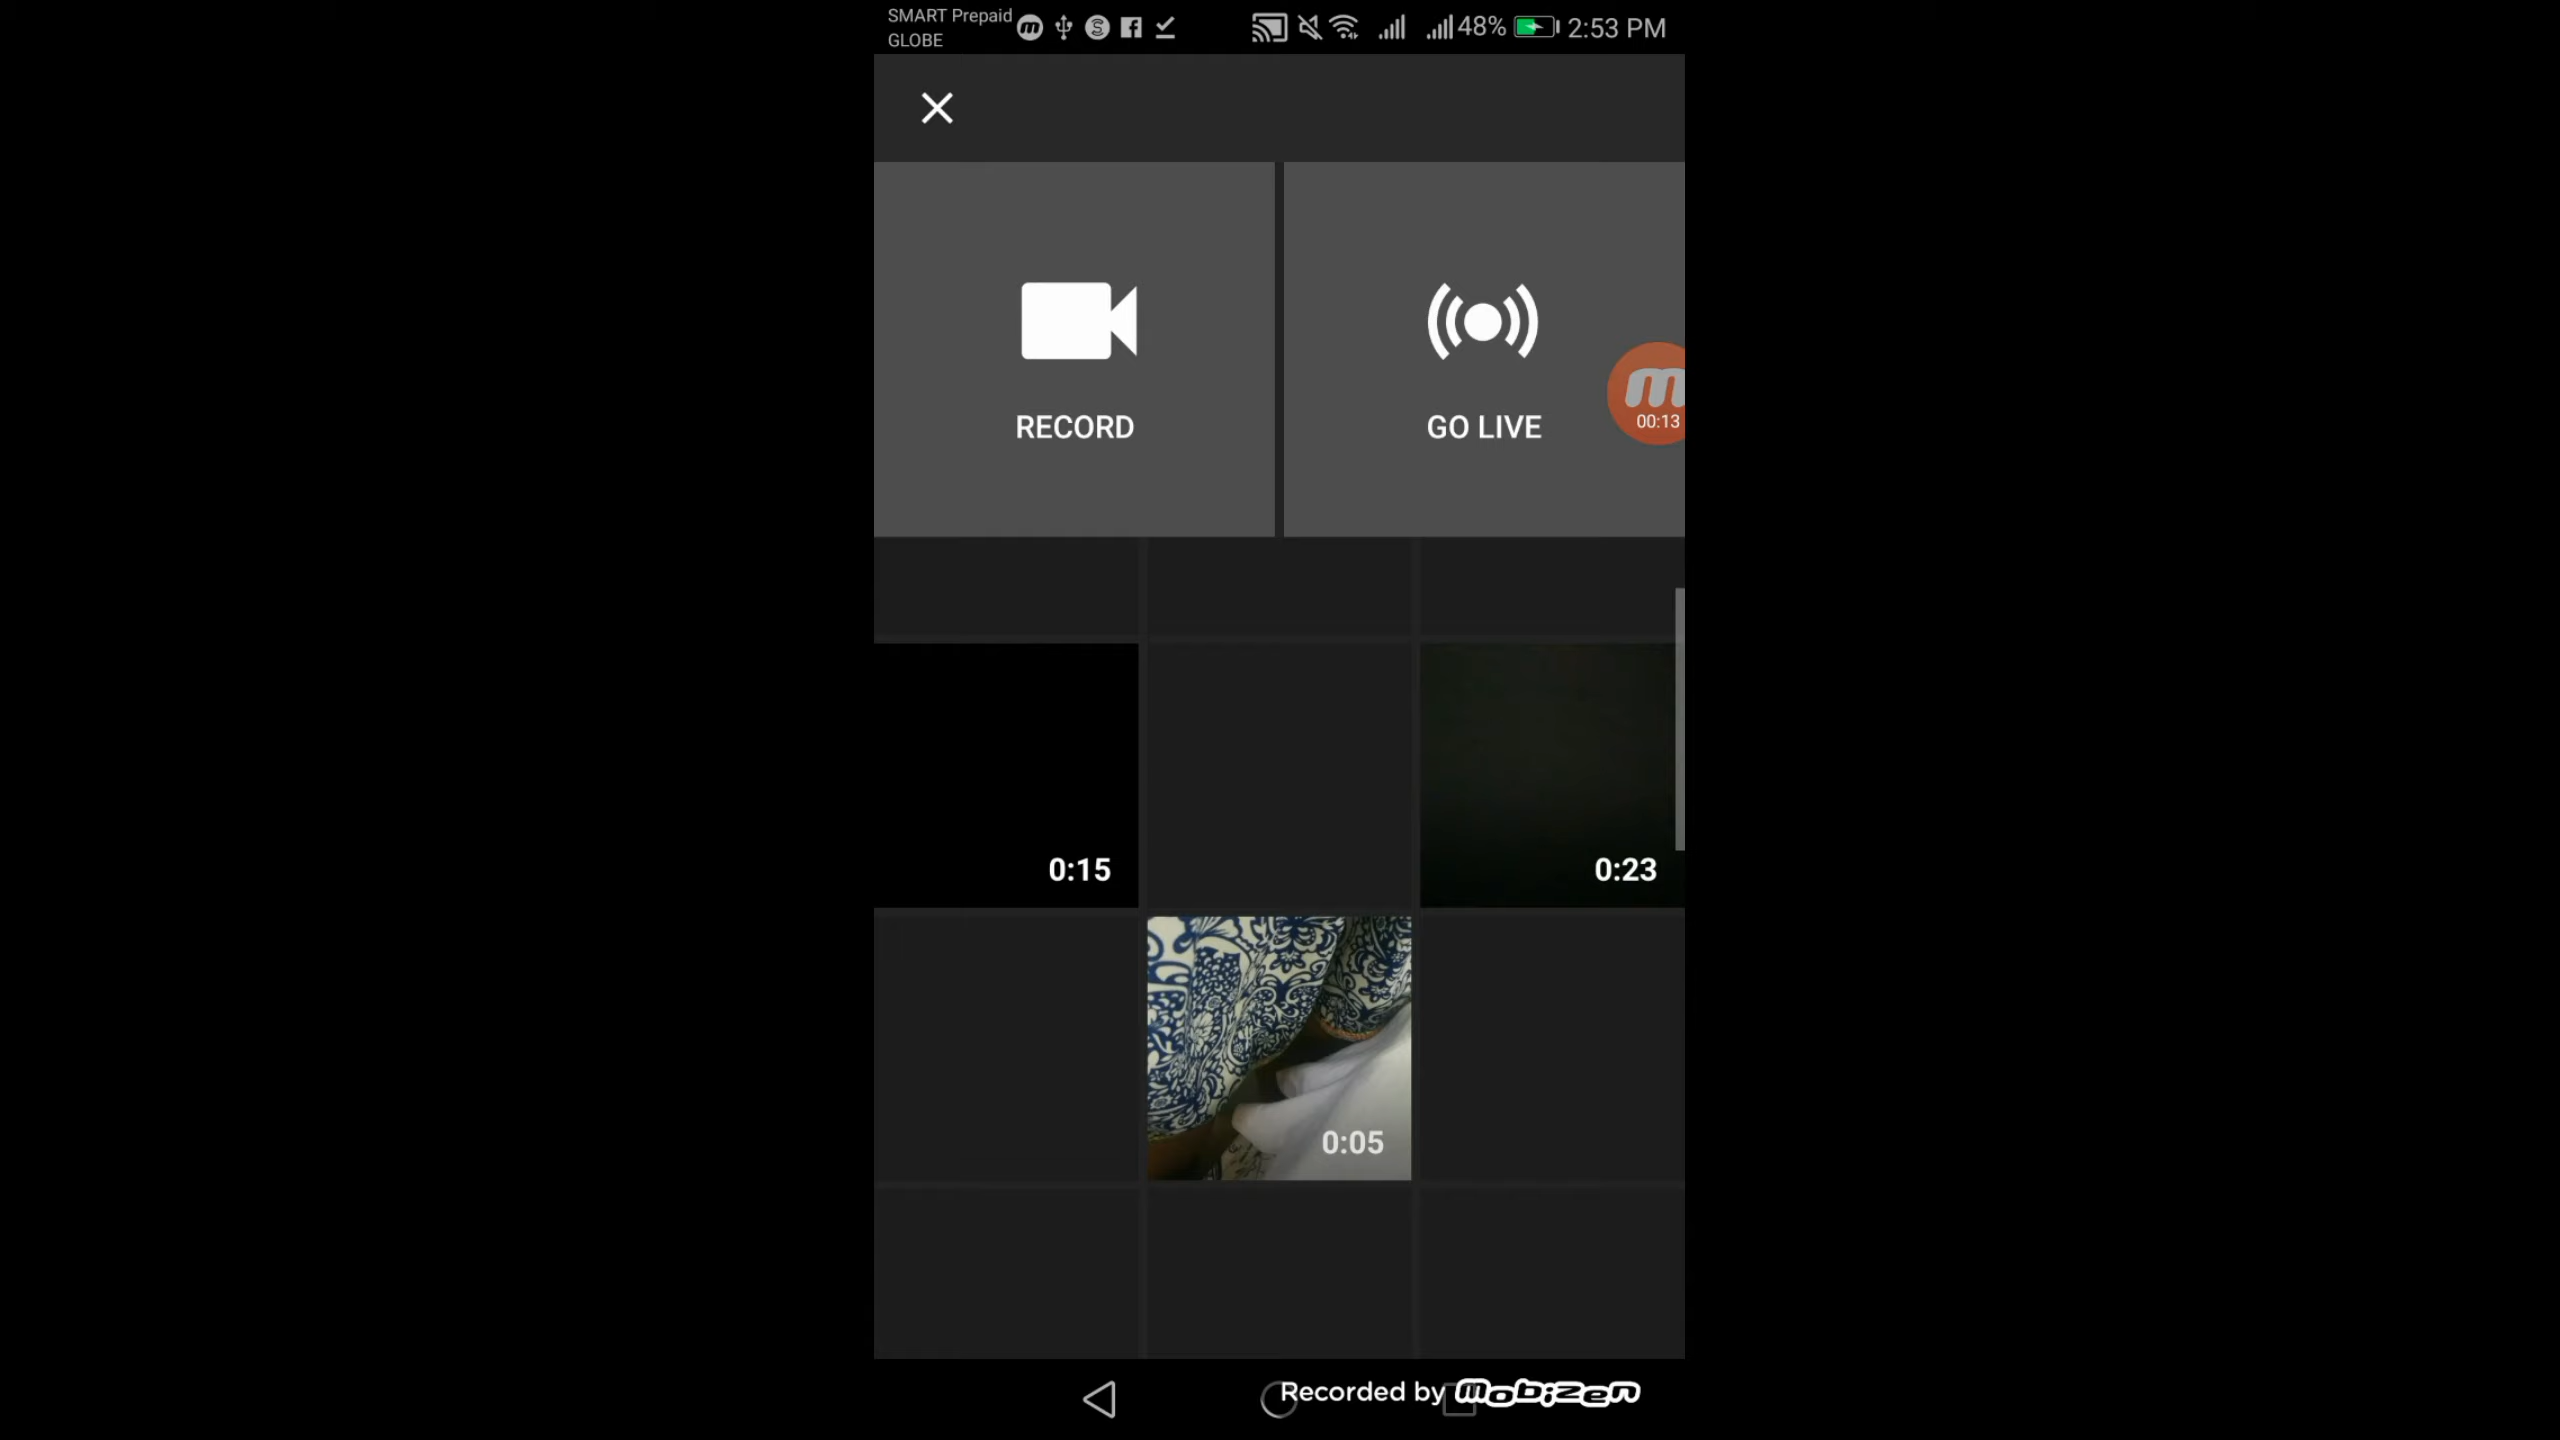 SMART Prepaid
GLOBE
48% 2:53 PM
RECORD
GO LIVE
00:13
0:15
0:23
0:05
Recorded by mobizen